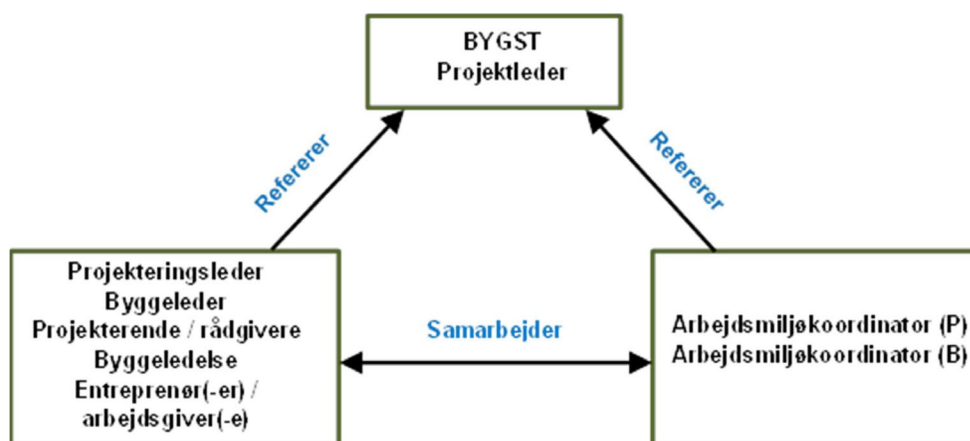 BYGST
Projektleder
Refererer
Refererer
Projekteringsleder
Byggeleder
Projekterende / rådgivere
Byggeledelse
Entreprenør(-er) /
arbejdsgiver(-e)
Samarbejder
Arbejdsmiljøkoordinator (P)
Arbejdsmiljøkoordinator (B)